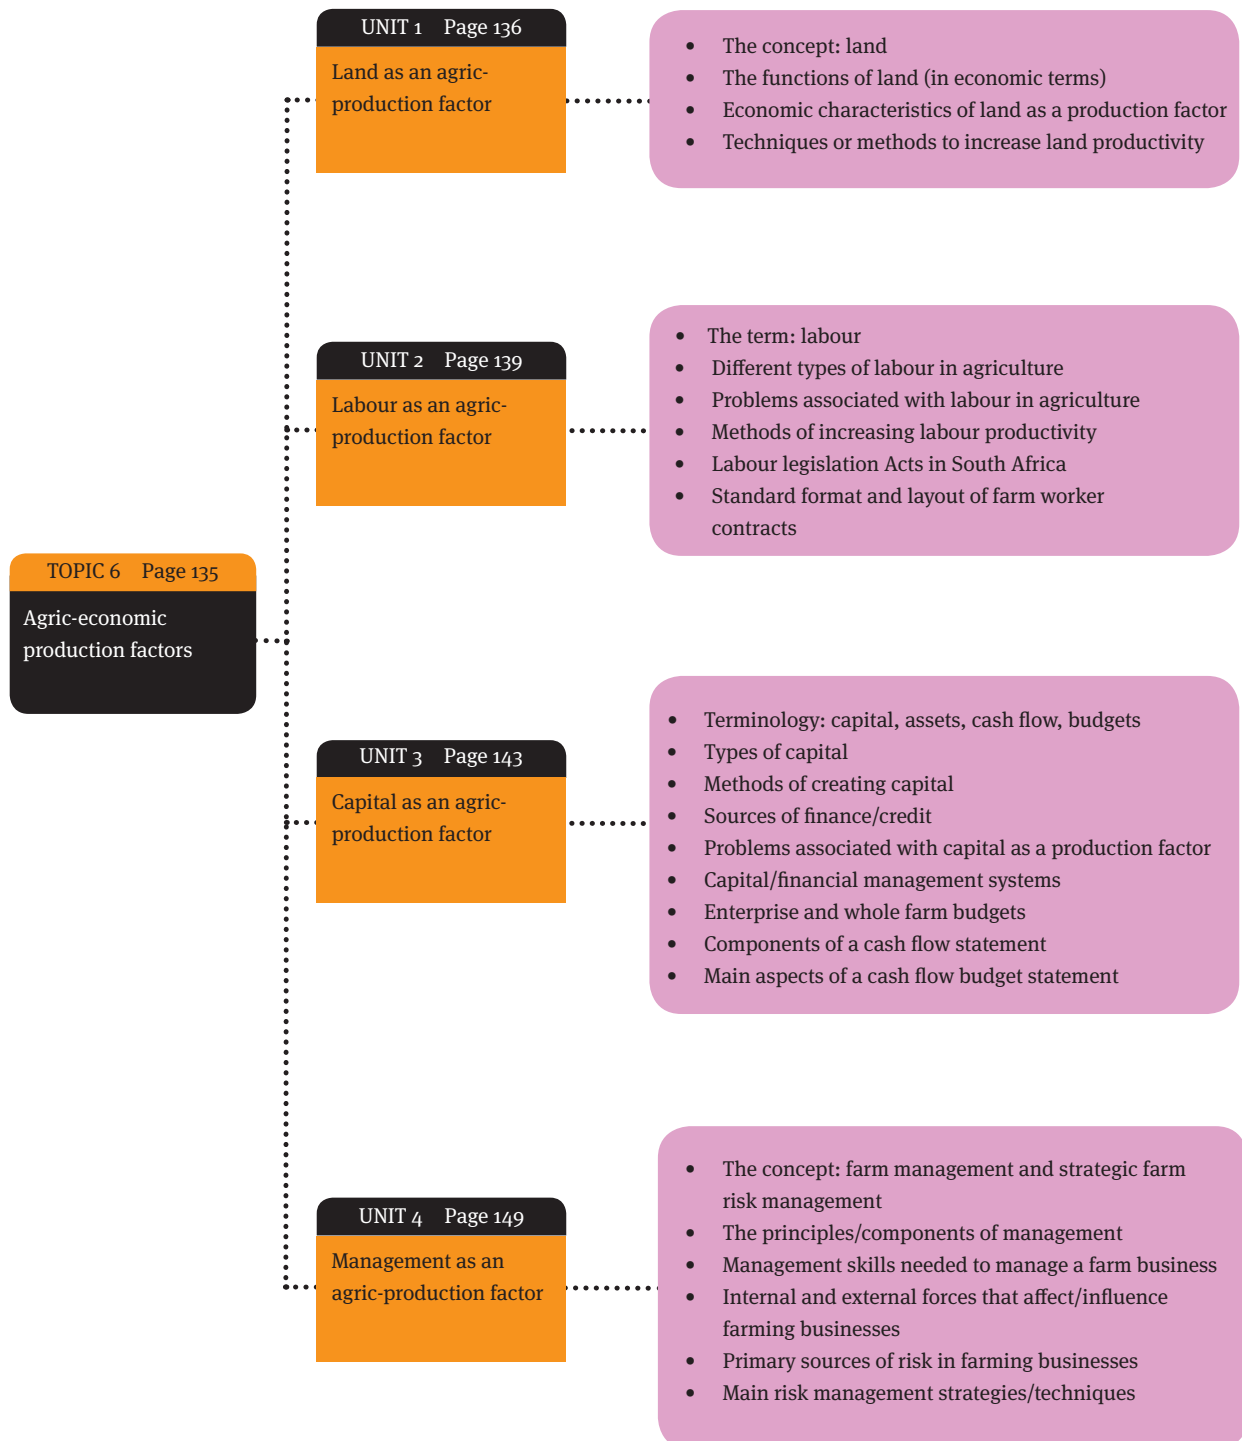 UNIT 1 Page 136
Land as an agric-
production factor
• The concept: land
• The functions of land (in economic terms)
• Economic characteristics of land as a production factor
• Techniques or methods to increase land productivity
UNIT 2 Page 139
Labour as an agric-
production factor
• The term: labour
• Different types of labour in agriculture
• Problems associated with labour in agriculture
• Methods of increasing labour productivity
• Labour legislation Acts in South Africa
• Standard format and layout of farm worker
contracts
TOPIC 6 Page 135
Agric-economic
production factors
UNIT 3 Page 143
Capital as an agric-
production factor
• Terminology: capital, assets, cash flow, budgets
• Types of capital
• Methods of creating capital
• Sources of finance/credit
• Problems associated with capital as a production factor
• Capital/financial management systems
• Enterprise and whole farm budgets
• Components of a cash flow statement
• Main aspects of a cash flow budget statement
UNIT 4 Page 149
Management as an
agric-production factor
• The concept: farm management and strategic farm
risk management
• The principles/components of management
• Management skills needed to manage a farm business
• Internal and external forces that affect/influence
farming businesses
• Primary sources of risk in farming businesses
• Main risk management strategies/techniques